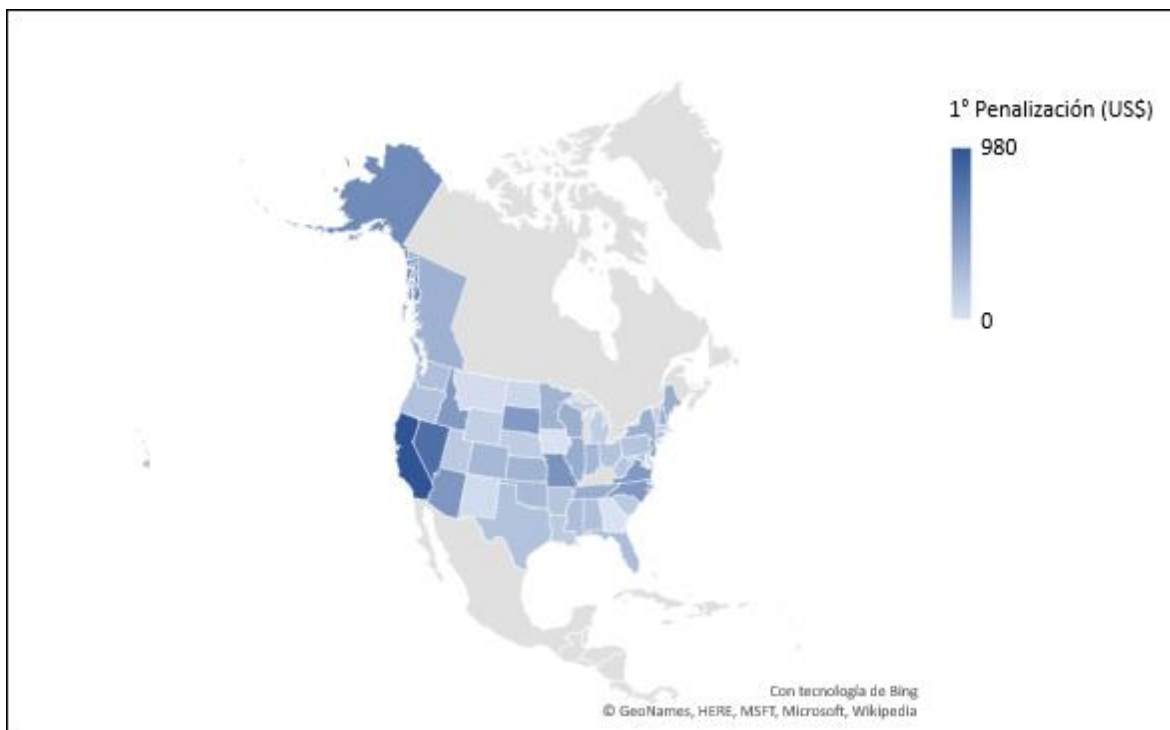 1° Penalización (US$)
980
0
Con tecnología de Bing
© GeoNames, HERE, MSFT, Microsoft, Wikipedia